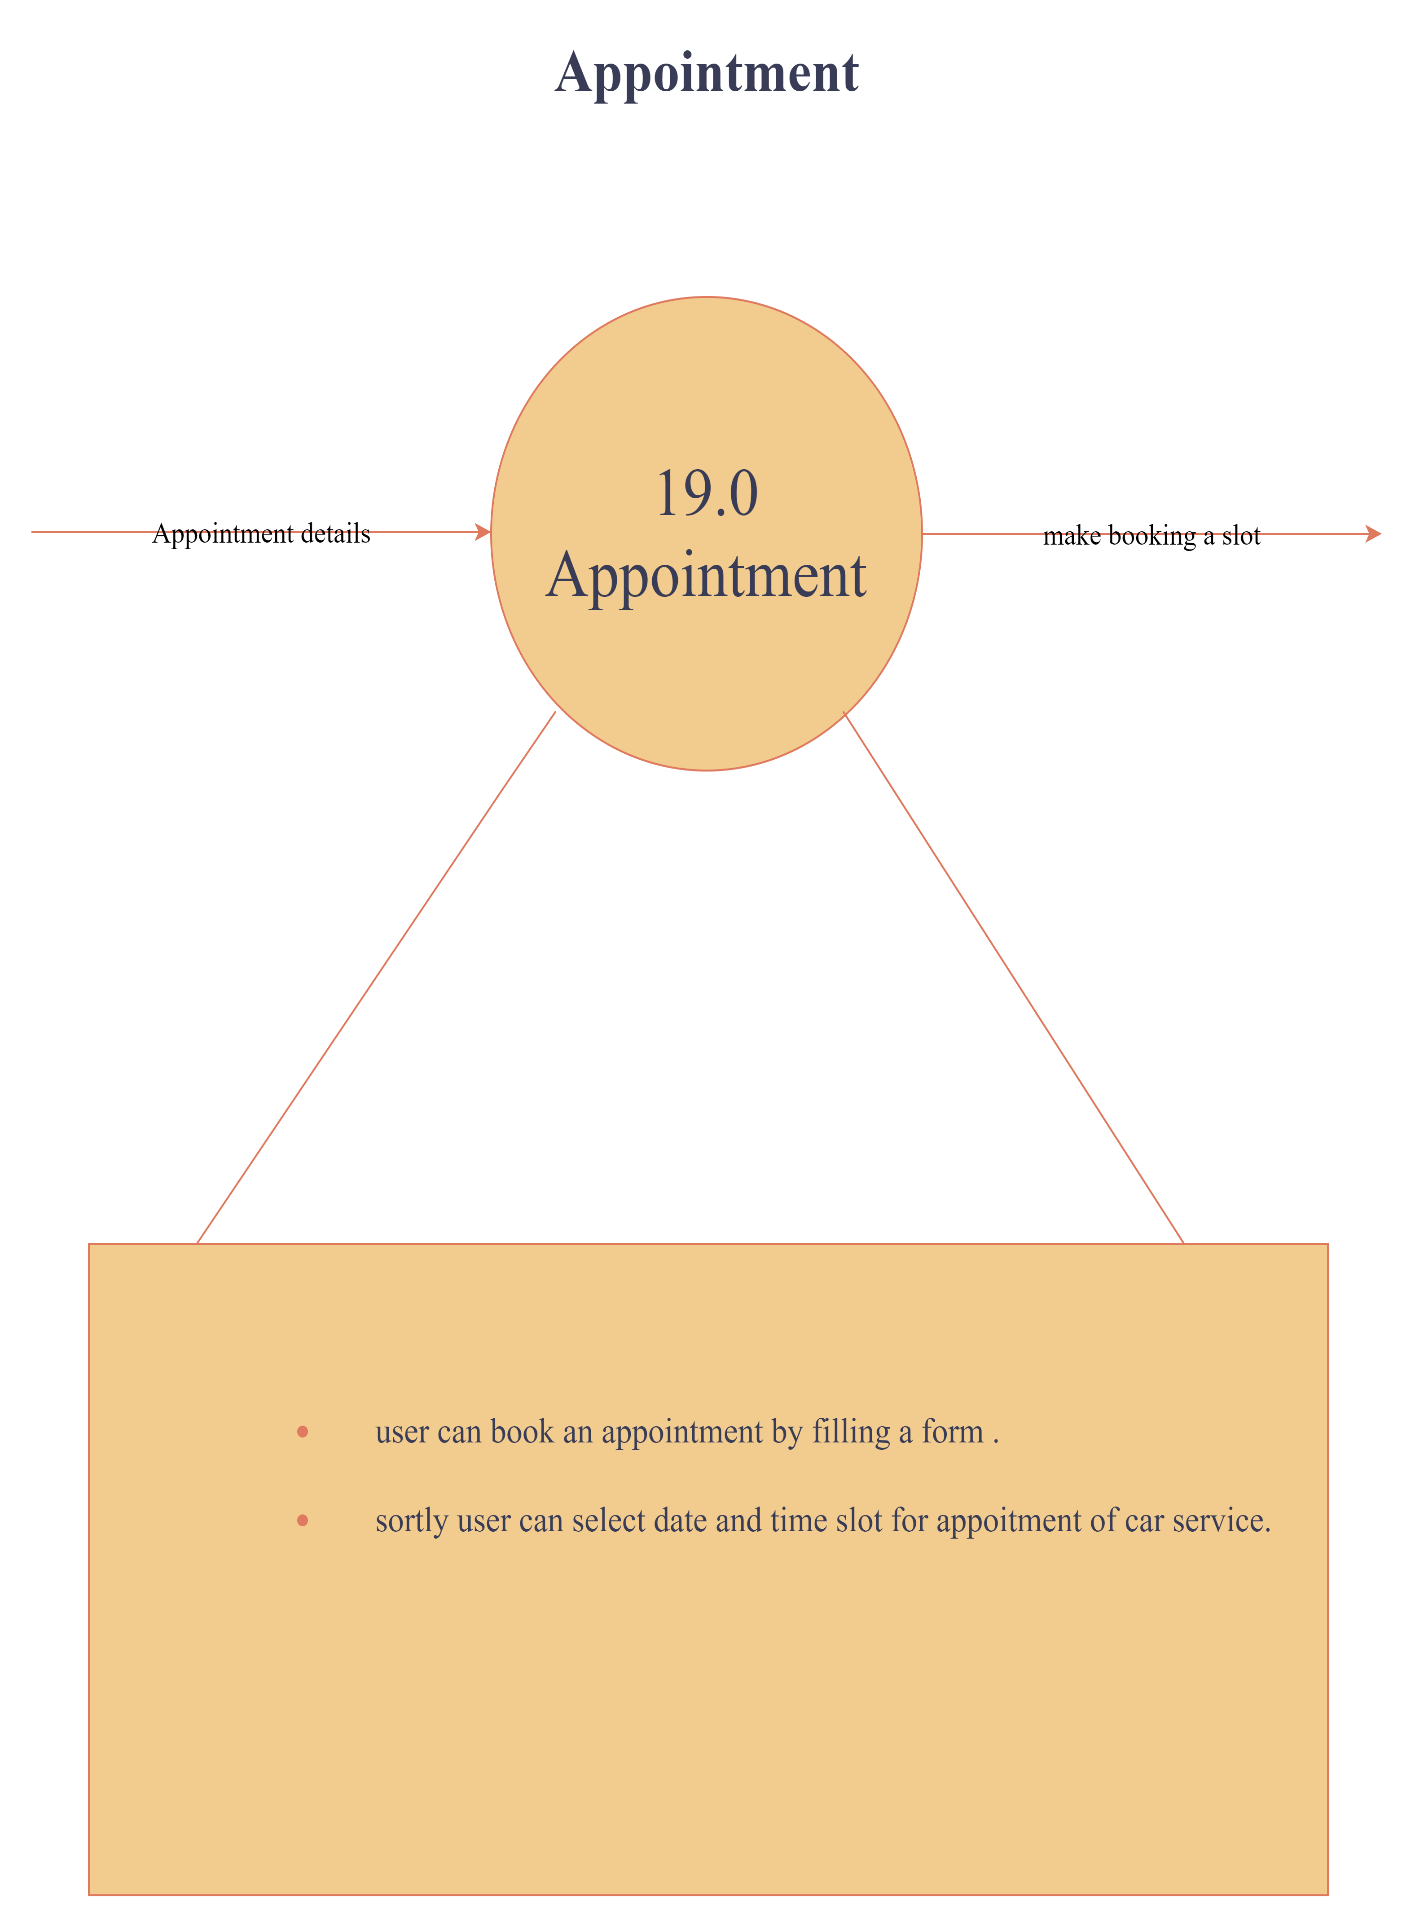 Appointment
19.0
Appointment
Appointment details
make booking a slot
user can book an appointment by filling a form .
sortly user can select date and time slot for appoitment of car service.